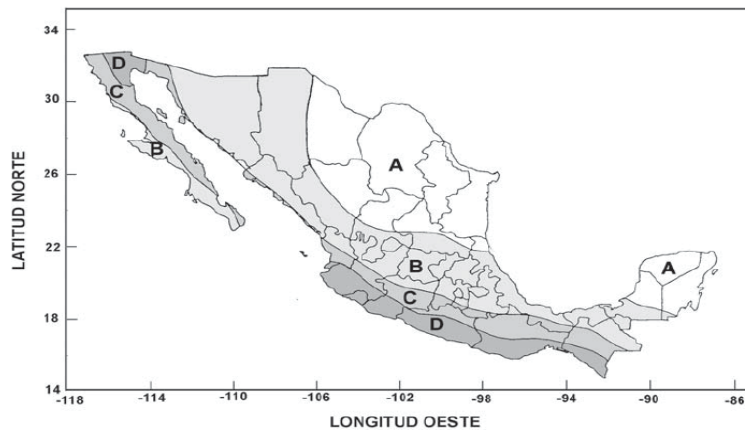 34
30
26
22
18
14
LATITUD NORTE
D
C
B
A
A
B
C
D
-118
-114
-110
-106
-102
-98
-94
-90
-86
LONGITUD OESTE